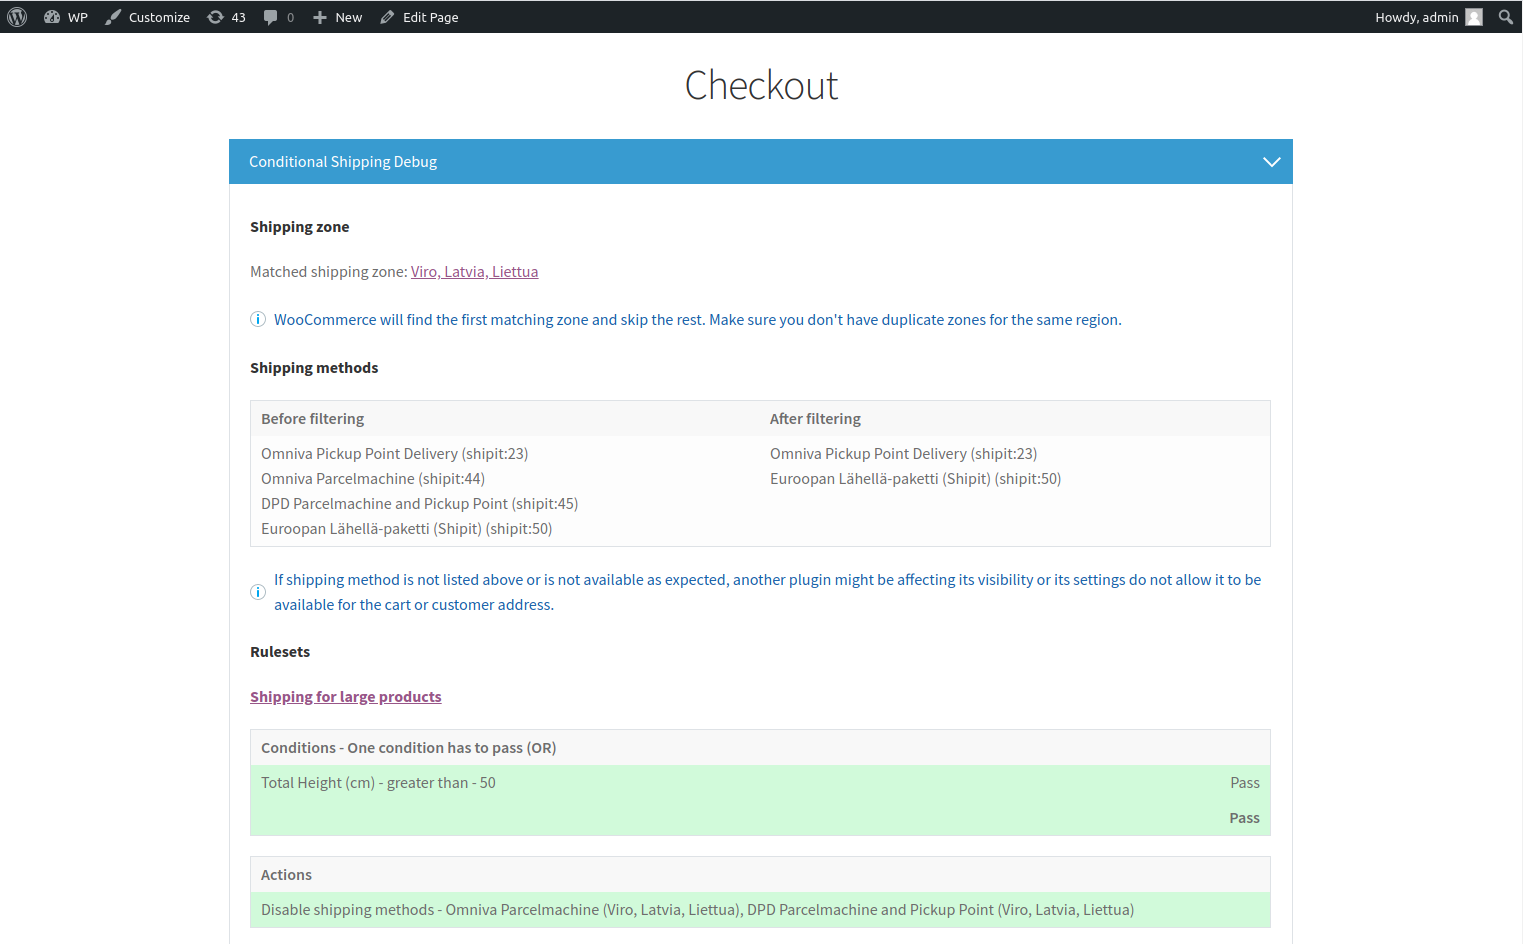 WP Customize 43 0 New Edit Page Howdy, admin
Checkout
Conditional Shipping Debug
Shipping zone
Matched shipping zone: Viro, Latvia, Liettua
WooCommerce will find the first matching zone and skip the rest. Make sure you don't have duplicate zones for the same region.
Shipping methods
Before filtering After filtering
Omniva Pickup Point Delivery (shipit:23) Omniva Pickup Point Delivery (shipit:23)
Omniva Parcelmachine (shipit:44) Euroopan Lähellä-paketti (Shipit) (shipit:50)
DPD Parcelmachine and Pickup Point (shipit:45)
Euroopan Lähellä-paketti (Shipit) (shipit:50)
If shipping method is not listed above or is not available as expected, another plugin might be affecting its visibility or its settings do not allow it to be
available for the cart or customer address.
Rulesets
Shipping for large products
Conditions - One condition has to pass (OR)
Total Height (cm) - greater than - 50 Pass
Pass
Actions
Disable shipping methods - Omniva Parcelmachine (Viro, Latvia, Liettua), DPD Parcelmachine and Pickup Point (Viro, Latvia, Liettua)